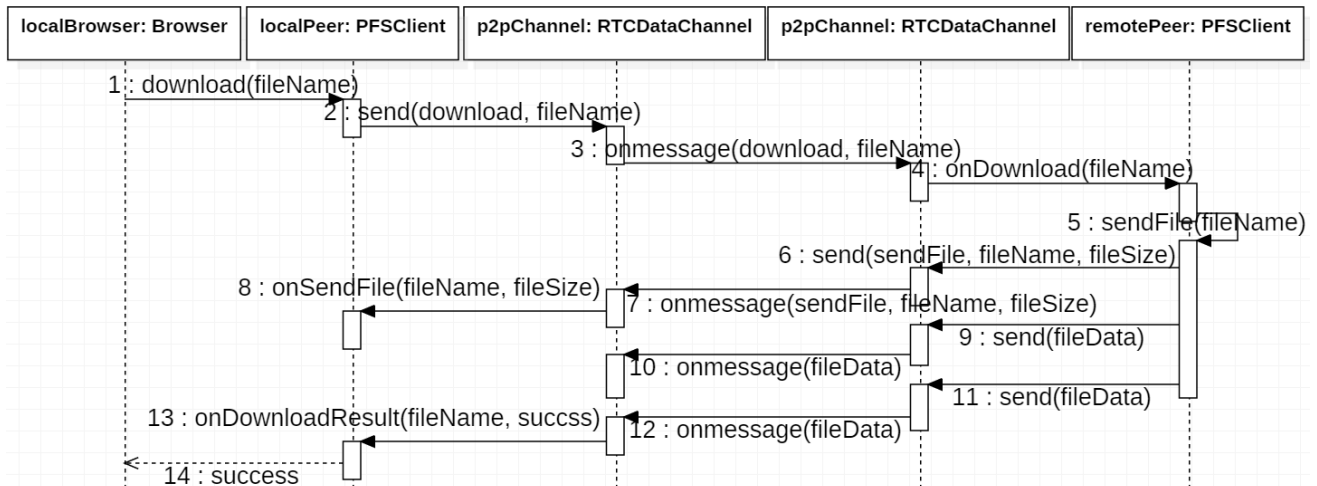 localBrowser: Browser
localPeer: PFSClient
p2pChannel: RTCDataChannel
p2pChannel: RTCDataChannel
remotePeer: PFSClient
1 : download(fileName)
2 : send(download, fileName)
3 : onmessage(download, fileName)
4 : onDownload(fileName)
5 : sendFile(fileName)
6 : send(sendFile, fileName, fileSize)
7 : onmessage(sendFile, fileName, fileSize)
8 : onSendFile(fileName, fileSize)
9 : send(fileData)
10 : onmessage(fileData)
11 : send(fileData)
12 : onmessage(fileData)
13 : onDownloadResult(fileName, succss)
14 : success